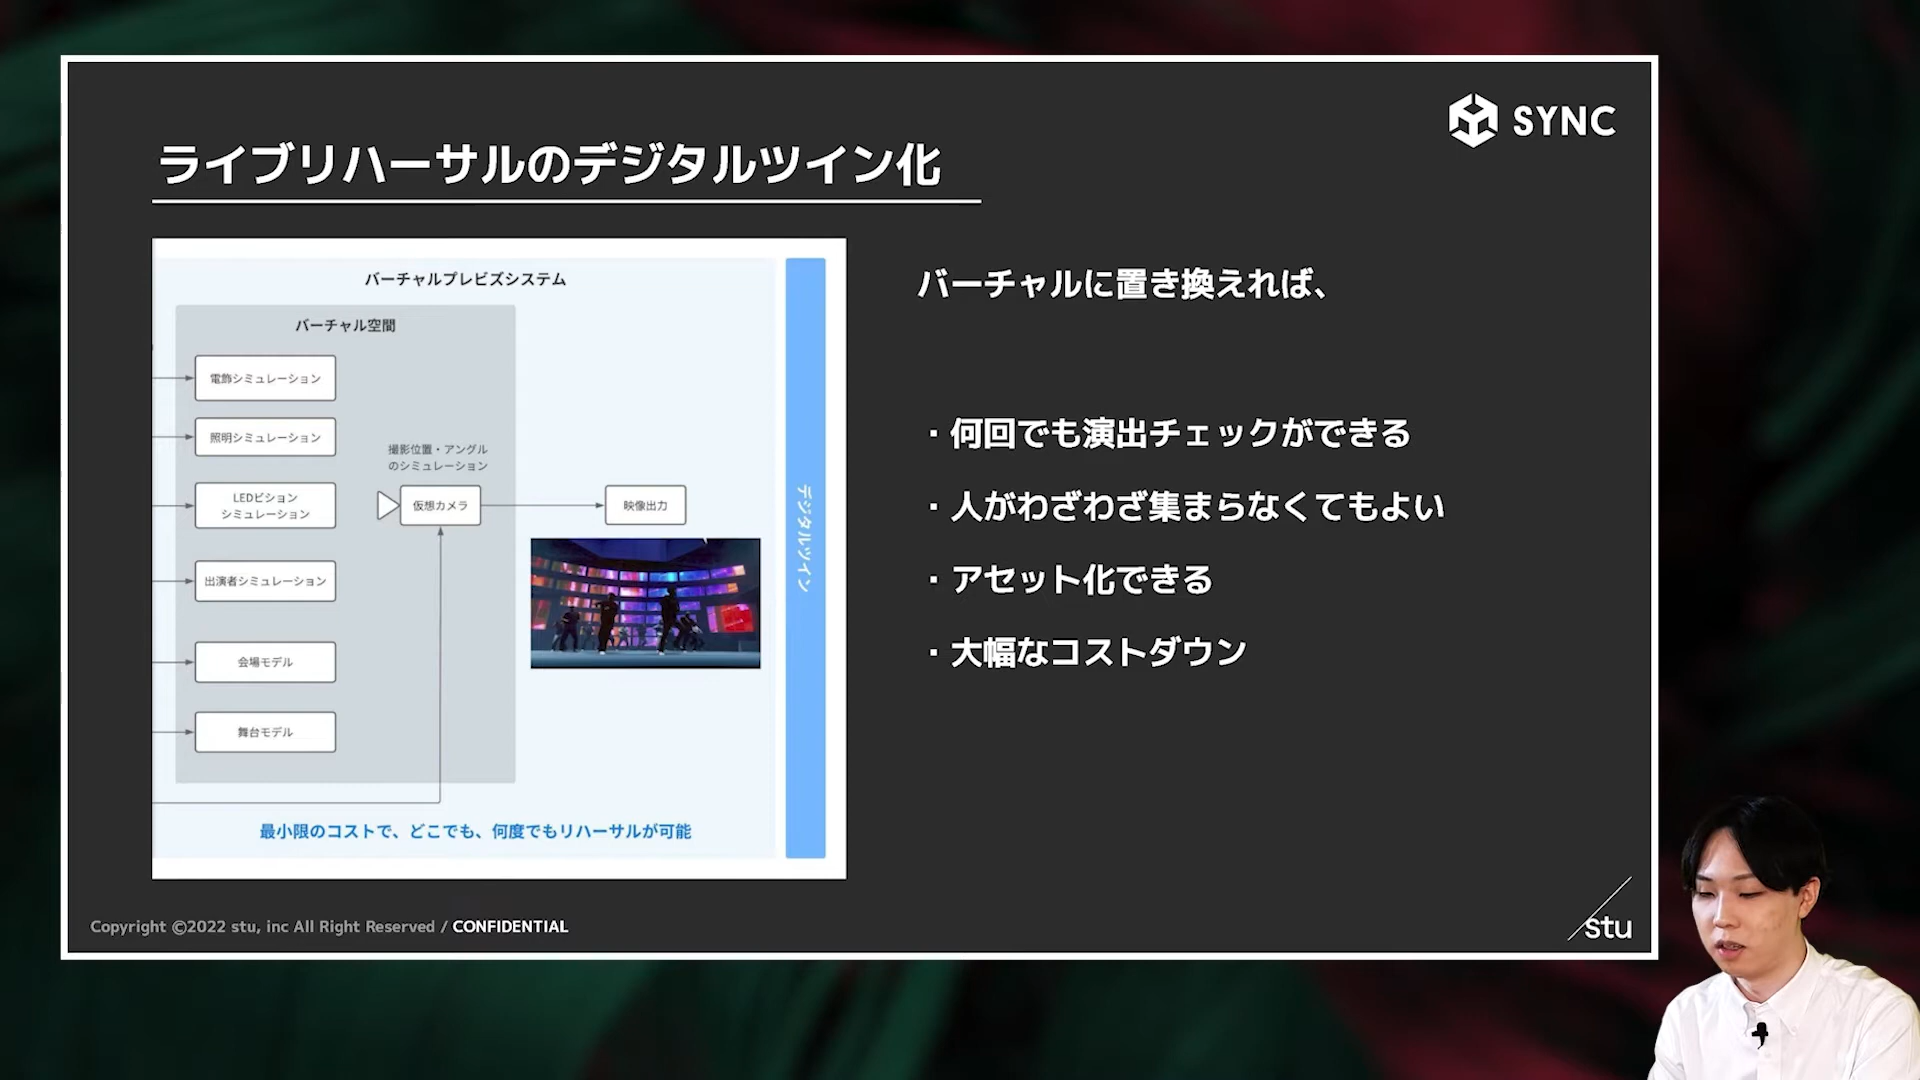 SYNC
ライブリハーサルのデジタルツイン化
バーチャルプレビズシステム
バーチャル空間
電飾シミュレーション
照明シミュレーション
LEDビジョン
シミュレーション
出演者シミュレーション
会場モデル
舞台モデル
撮影位置・アングル
のシミュレーション
仮想カメラ
映像出力
デジタルツイン
最小限のコストで、どこでも、何度でもリハーサルが可能
バーチャルに置き換えれば、
・何回でも演出チェックができる
・人がわざわざ集まらなくてもよい
・アセット化できる
・大幅なコストダウン
Copyright ©2022 stu, inc All Right Reserved / CONFIDENTIAL
stu